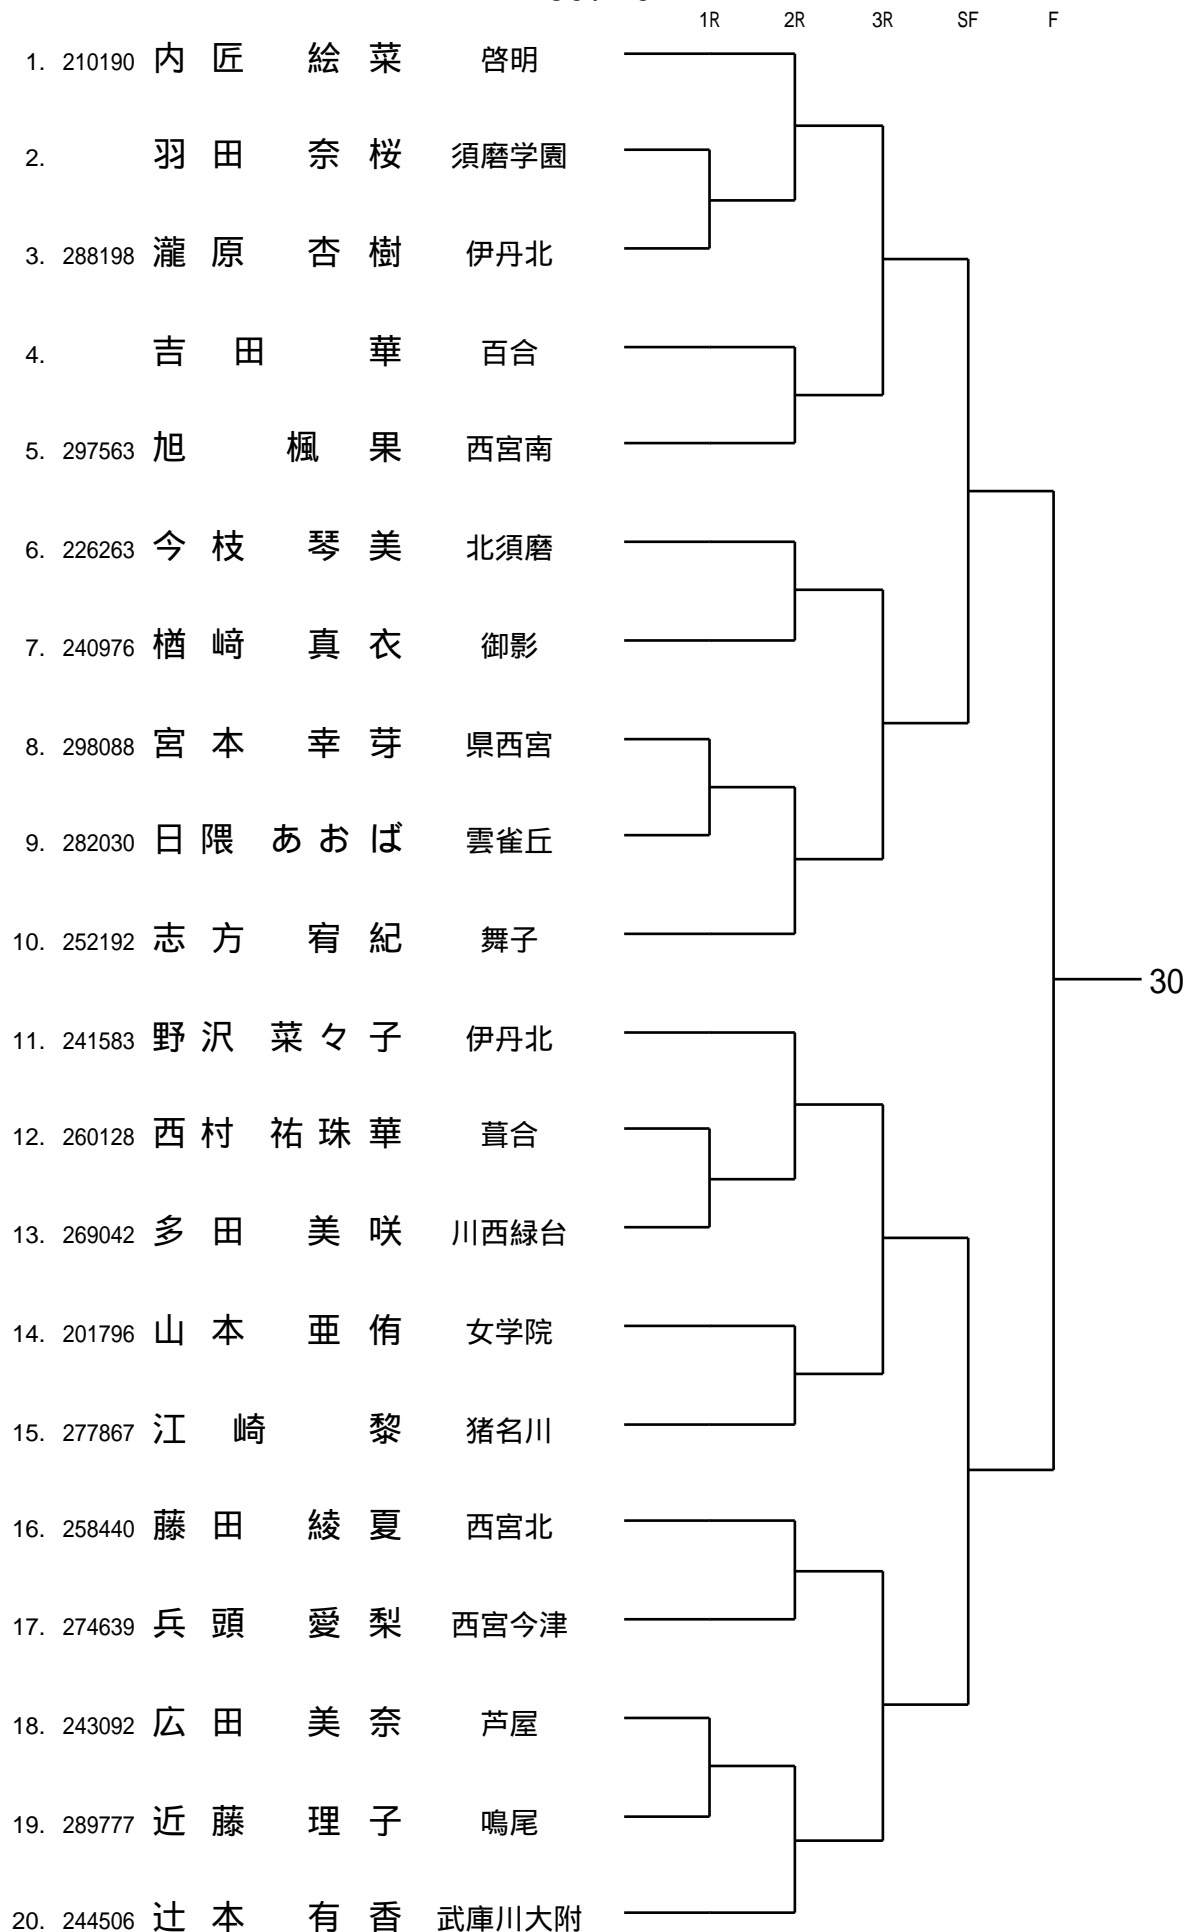 1R 2R 3R SF F
1. 210190 内匠 絵菜 啓明
2. 羽田 奈桜 須磨学園
3. 288198 瀧原 杏樹 伊丹北
4. 吉田 華 百合
5. 297563 旭 楓果 西宮南
6. 226263 今枝 琴美 北須磨
7. 240976 楢﨑 真衣 御影
8. 298088 宮本 幸芽 県西宮
9. 282030 日隈 あおば 雲雀丘
10. 252192 志方 宥紀 舞子
30
11. 241583 野沢 菜々子 伊丹北
12. 260128 西村 祐珠華 葺合
13. 269042 多田 美咲 川西緑台
14. 201796 山本 亜侑 女学院
15. 277867 江崎 黎 猪名川
16. 258440 藤田 綾夏 西宮北
17. 274639 兵頭 愛梨 西宮今津
18. 243092 広田 美奈 芦屋
19. 289777 近藤 理子 鳴尾
20. 244506 辻本 有香 武庫川大附